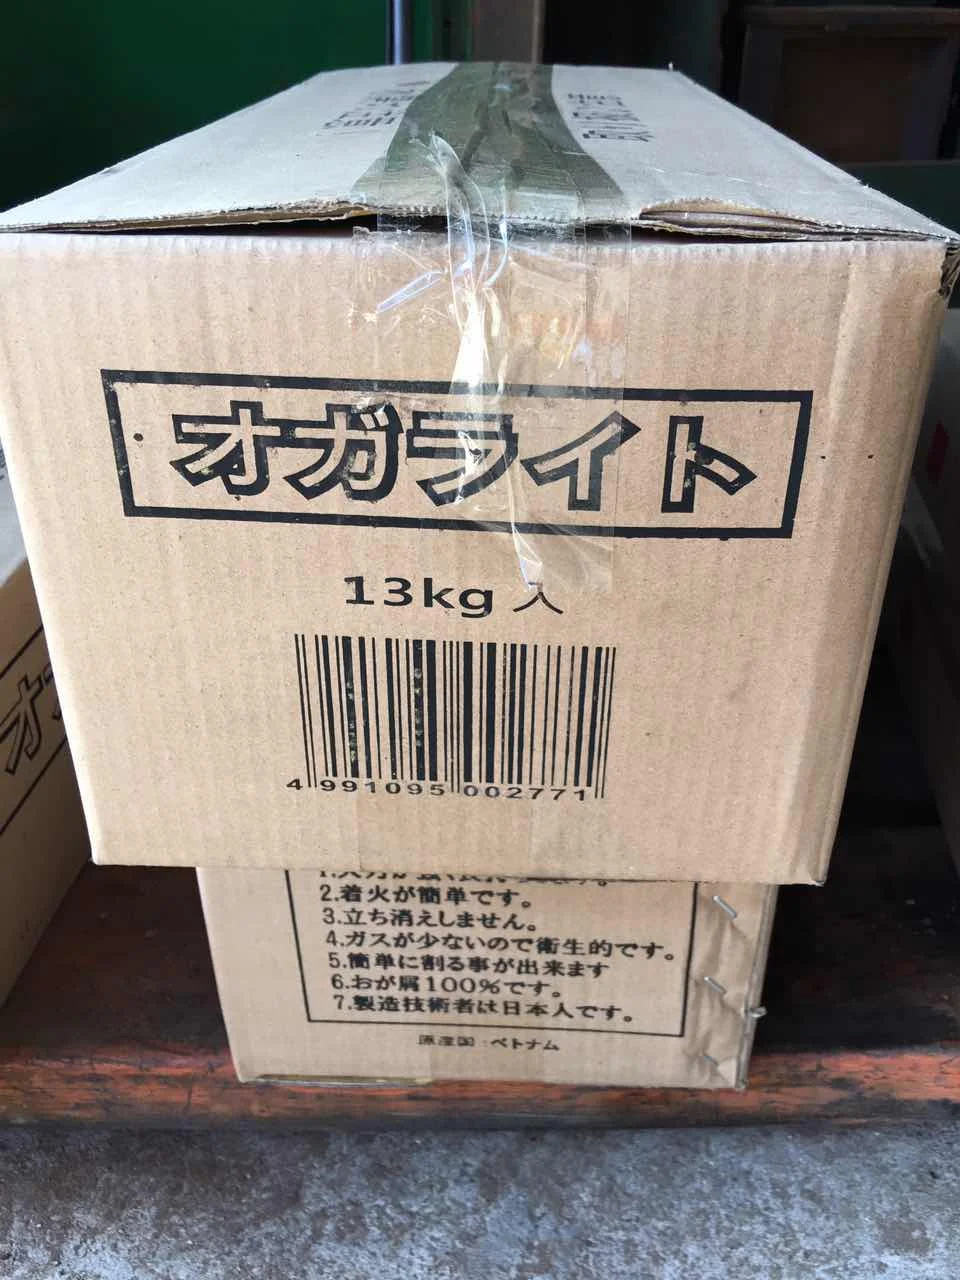 オガライト
13kg 入
4 991095 002771
2.着火が簡単です。
3.立ち消えしません。
4.ガスが少ないので衛生的です。
5.簡単に割る事が出来ます
6.おが屑100%です。
7.製造技術者は日本人です。
原産国:ベトナム
オ